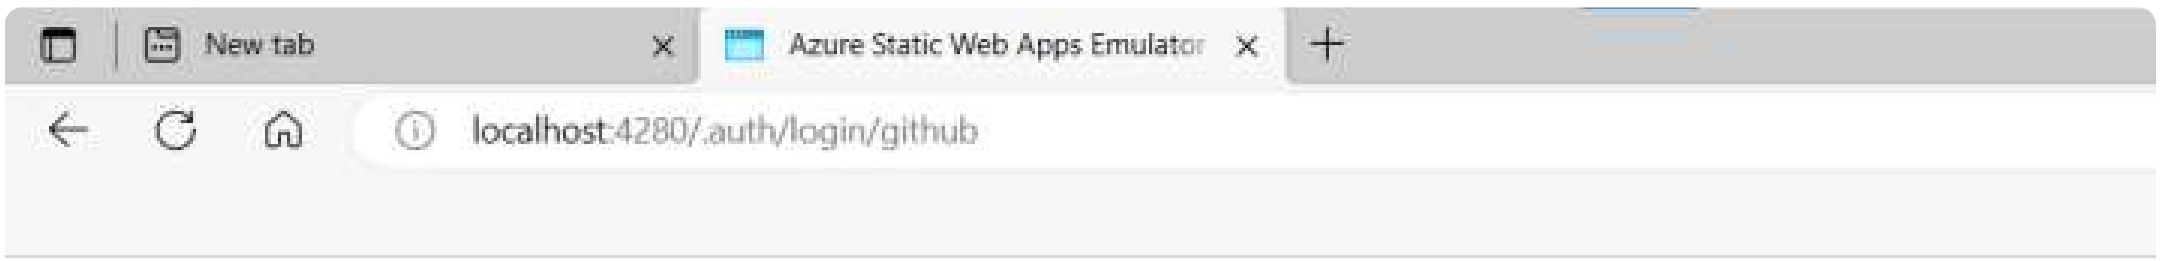 New tab
Azure Static Web Apps Emulator
localhost:4280/.auth/login/github